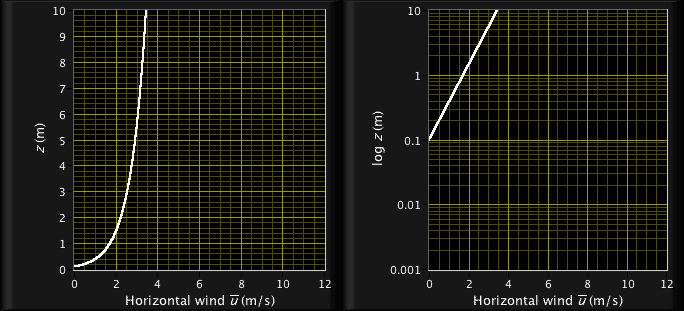 10
9
8
7
6
5
4
3
2
1
0
z (m)
0 2 4 6 8 10 12
Horizontal wind u̅ (m/s)
10
1
0.1
0.01
0.001
log z (m)
0 2 4 6 8 10 12
Horizontal wind u̅ (m/s)